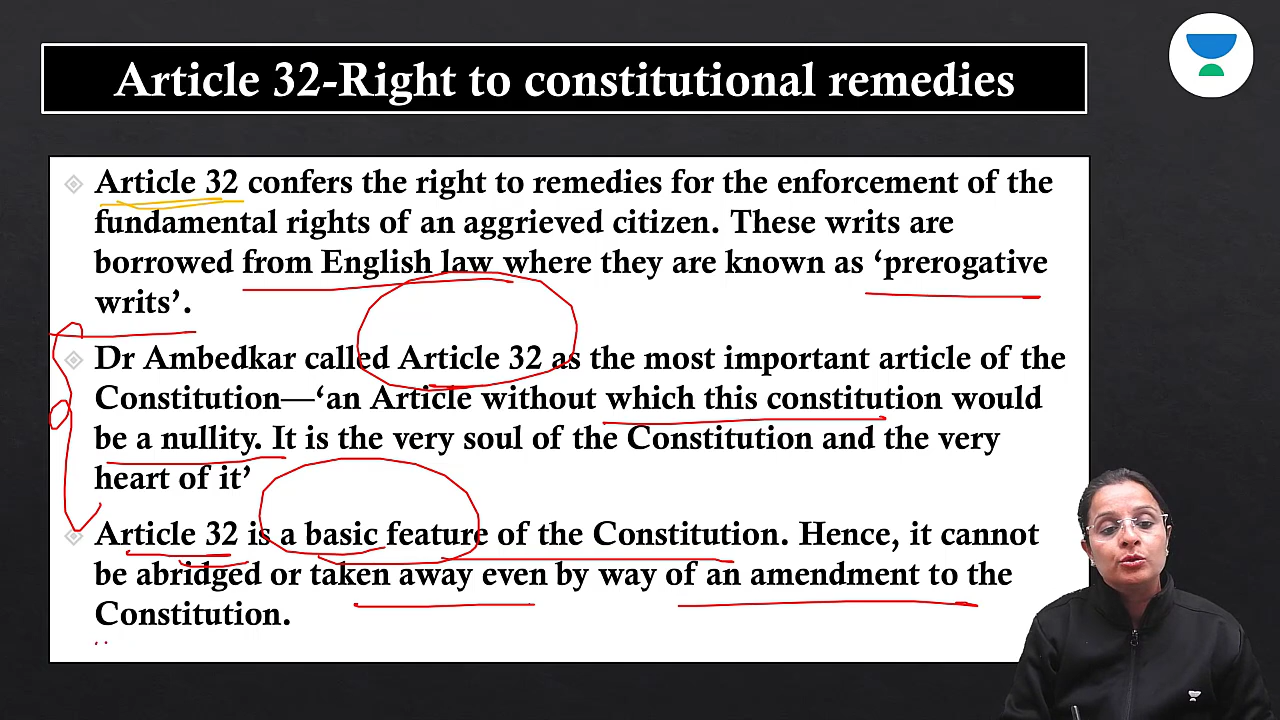 Article 32-Right to constitutional remedies
Article 32 confers the right to remedies for the enforcement of the
fundamental rights of an aggrieved citizen. These writs are
borrowed from English law where they are known as ‘prerogative
writs’.
Dr Ambedkar called Article 32 as the most important article of the
Constitution—‘an Article without which this constitution would
be a nullity. It is the very soul of the Constitution and the very
heart of it’
Article 32 is a basic feature of the Constitution. Hence, it cannot
be abridged or taken away even by way of an amendment to the
Constitution.